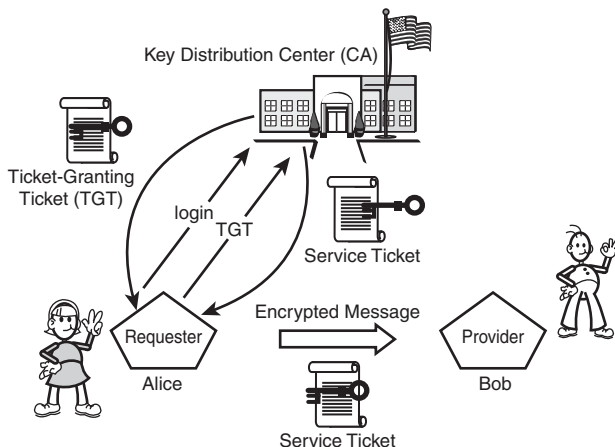 Key Distribution Center (CA)
Ticket-Granting
Ticket (TGT)
login
TGT
Service Ticket
Encrypted Message
Requester
Provider
Alice
Bob
Service Ticket